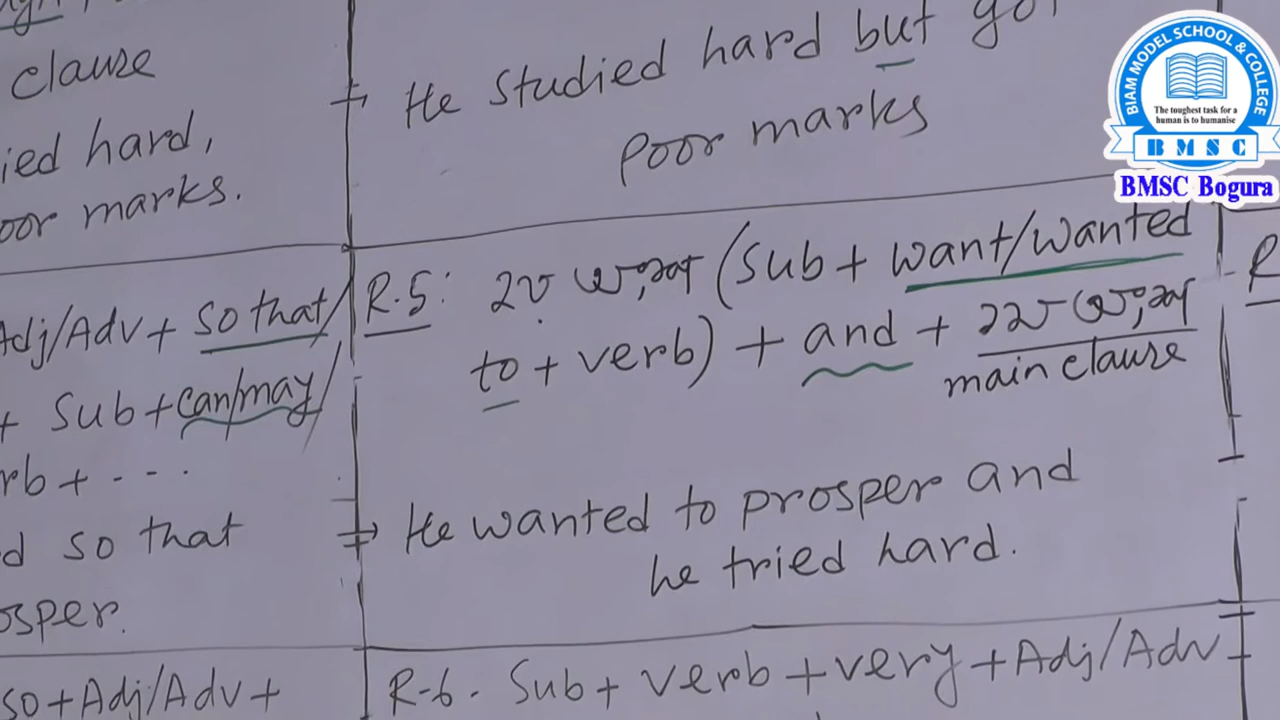 clause
ied hard,
oor marks.
He studied hard but go
poor marks
Adj/Adv + so that/
+ Sub + can/may/
rb + ....
d so that
osper.
R.5: ২য় অংশ (Sub + want/wanted
to + verb) + and + ১ম অংশ
main clause
He wanted to prosper and
he tried hard.
R
so + Adj/Adv +
R-6. Sub + verb + very + Adj/Adv
BIAM MODEL SCHOOL & COLLEGE
The toughest task for a
human is to humanise
BMSC
BMSC Bogura